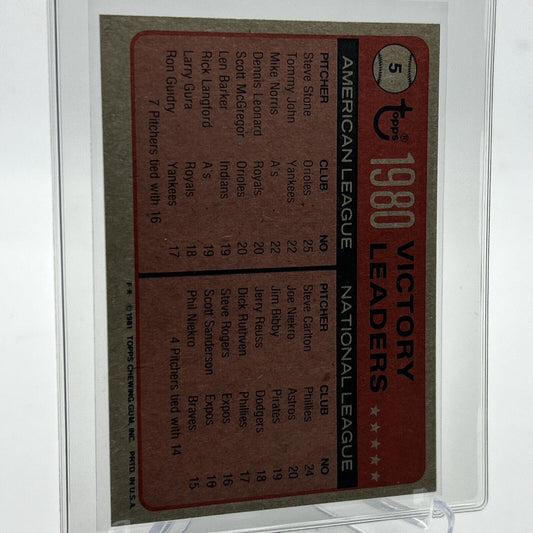 5
TOPPS®
1980 VICTORY
LEADERS
AMERICAN LEAGUE
PITCHER CLUB NO
Steve Stone Orioles 25
Tommy John Yankees 22
Mike Norris A's 22
Dennis Leonard Royals 20
Scott McGregor Orioles 20
Len Barker Indians 19
Rick Langford A's 19
Larry Gura Royals 18
Ron Guidry Yankees 17
7 Pitchers tied with 16
NATIONAL LEAGUE
PITCHER CLUB NO
Steve Carlton Phillies 24
Joe Niekro Astros 20
Jim Bibby Pirates 19
Jerry Reuss Dodgers 18
Dick Ruthven Phillies 17
Steve Rogers Expos 16
Scott Sanderson Expos 16
Phil Niekro Braves 15
4 Pitchers tied with 14
F* © 1981 TOPPS CHEWING GUM, INC. PRTD. IN U.S.A.